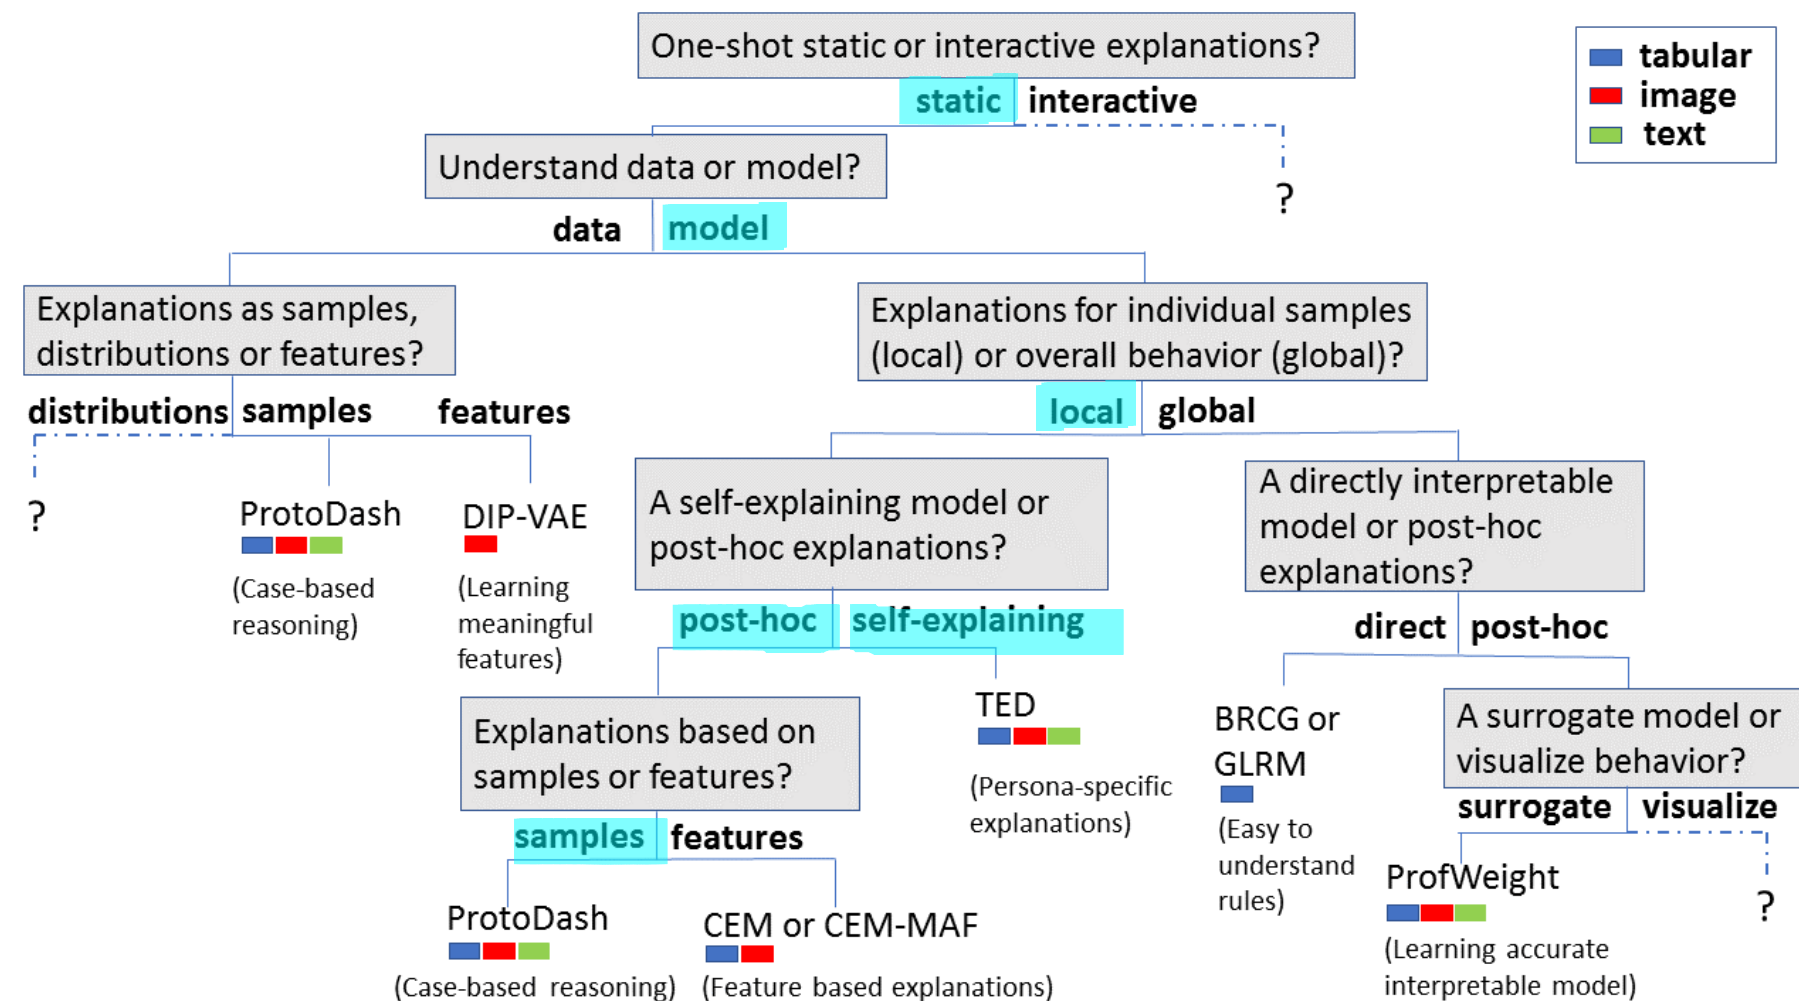 One-shot static or interactive explanations?
tabular
image
text
static interactive
Understand data or model?
?
data model
Explanations as samples,
distributions or features?
Explanations for individual samples
(local) or overall behavior (global)?
distributions samples features
local global
?
ProtoDash
(Case-based
reasoning)
DIP-VAE
(Learning
meaningful
features)
A self-explaining model or
post-hoc explanations?
A directly interpretable
model or post-hoc
explanations?
post-hoc self-explaining
direct post-hoc
Explanations based on
samples or features?
TED
(Persona-specific
explanations)
BRCG or
GLRM
(Easy to
understand
rules)
A surrogate model or
visualize behavior?
samples features
surrogate visualize
ProtoDash
(Case-based reasoning)
CEM or CEM-MAF
(Feature based explanations)
ProfWeight
(Learning accurate
interpretable model)
?